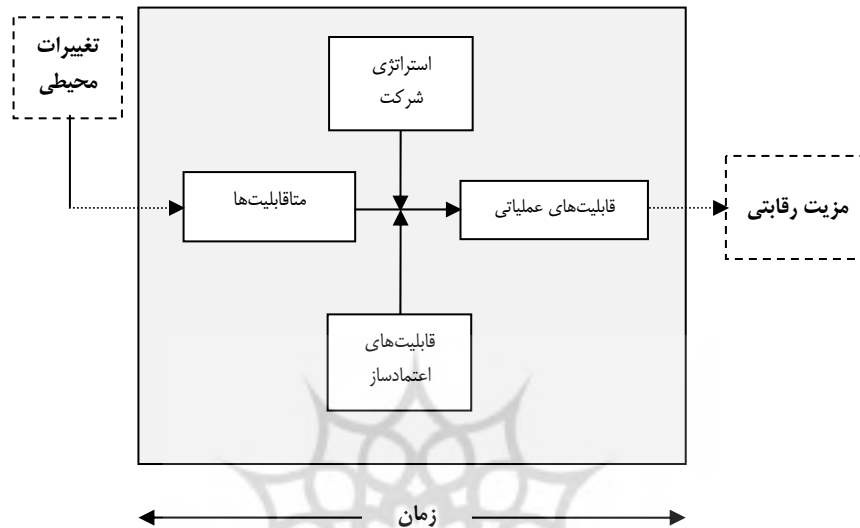 تغییرات
محیطی
استراتژی
شرکت
متاقابلیت‌ها
قابلیت‌های عملیاتی
مزیت رقابتی
قابلیت‌های
اعتمادساز
زمان